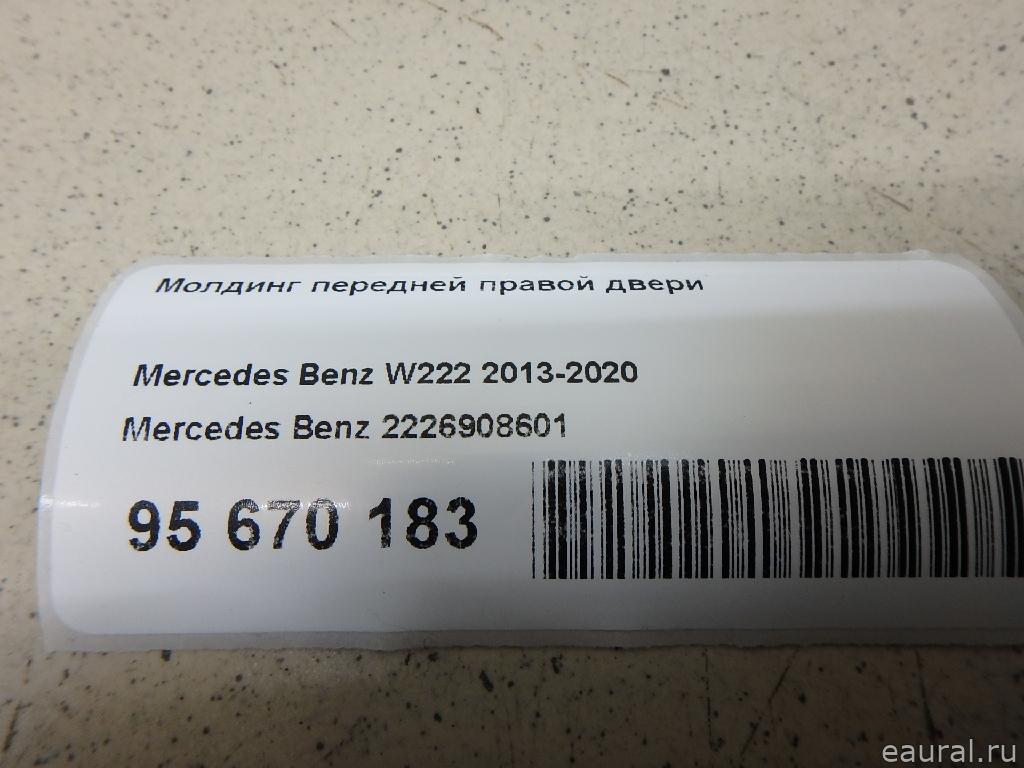 Молдинг передней правой двери
Mercedes Benz W222 2013-2020
Mercedes Benz 2226908601
95 670 183
eaural.ru